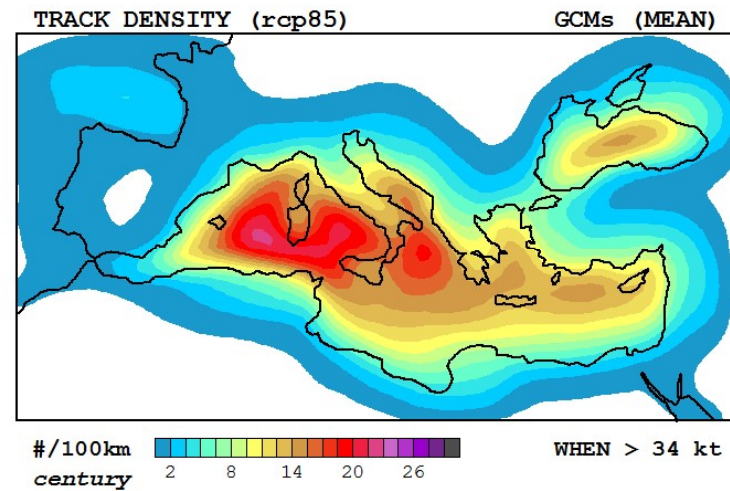 TRACK DENSITY (rcp85) GCMs (MEAN)
#/100km 2 8 14 20 26 WHEN > 34 kt
century